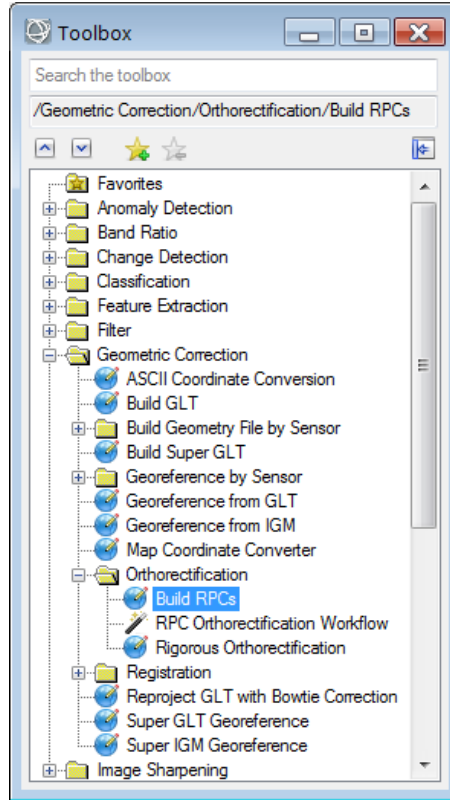 Toolbox
Search the toolbox
/Geometric Correction/Orthorectification/Build RPCs
Favorites
Anomaly Detection
Band Ratio
Change Detection
Classification
Feature Extraction
Filter
Geometric Correction
ASCII Coordinate Conversion
Build GLT
Build Geometry File by Sensor
Build Super GLT
Georeference by Sensor
Georeference from GLT
Georeference from IGM
Map Coordinate Converter
Orthorectification
Build RPCs
RPC Orthorectification Workflow
Rigorous Orthorectification
Registration
Reproject GLT with Bowtie Correction
Super GLT Georeference
Super IGM Georeference
Image Sharpening